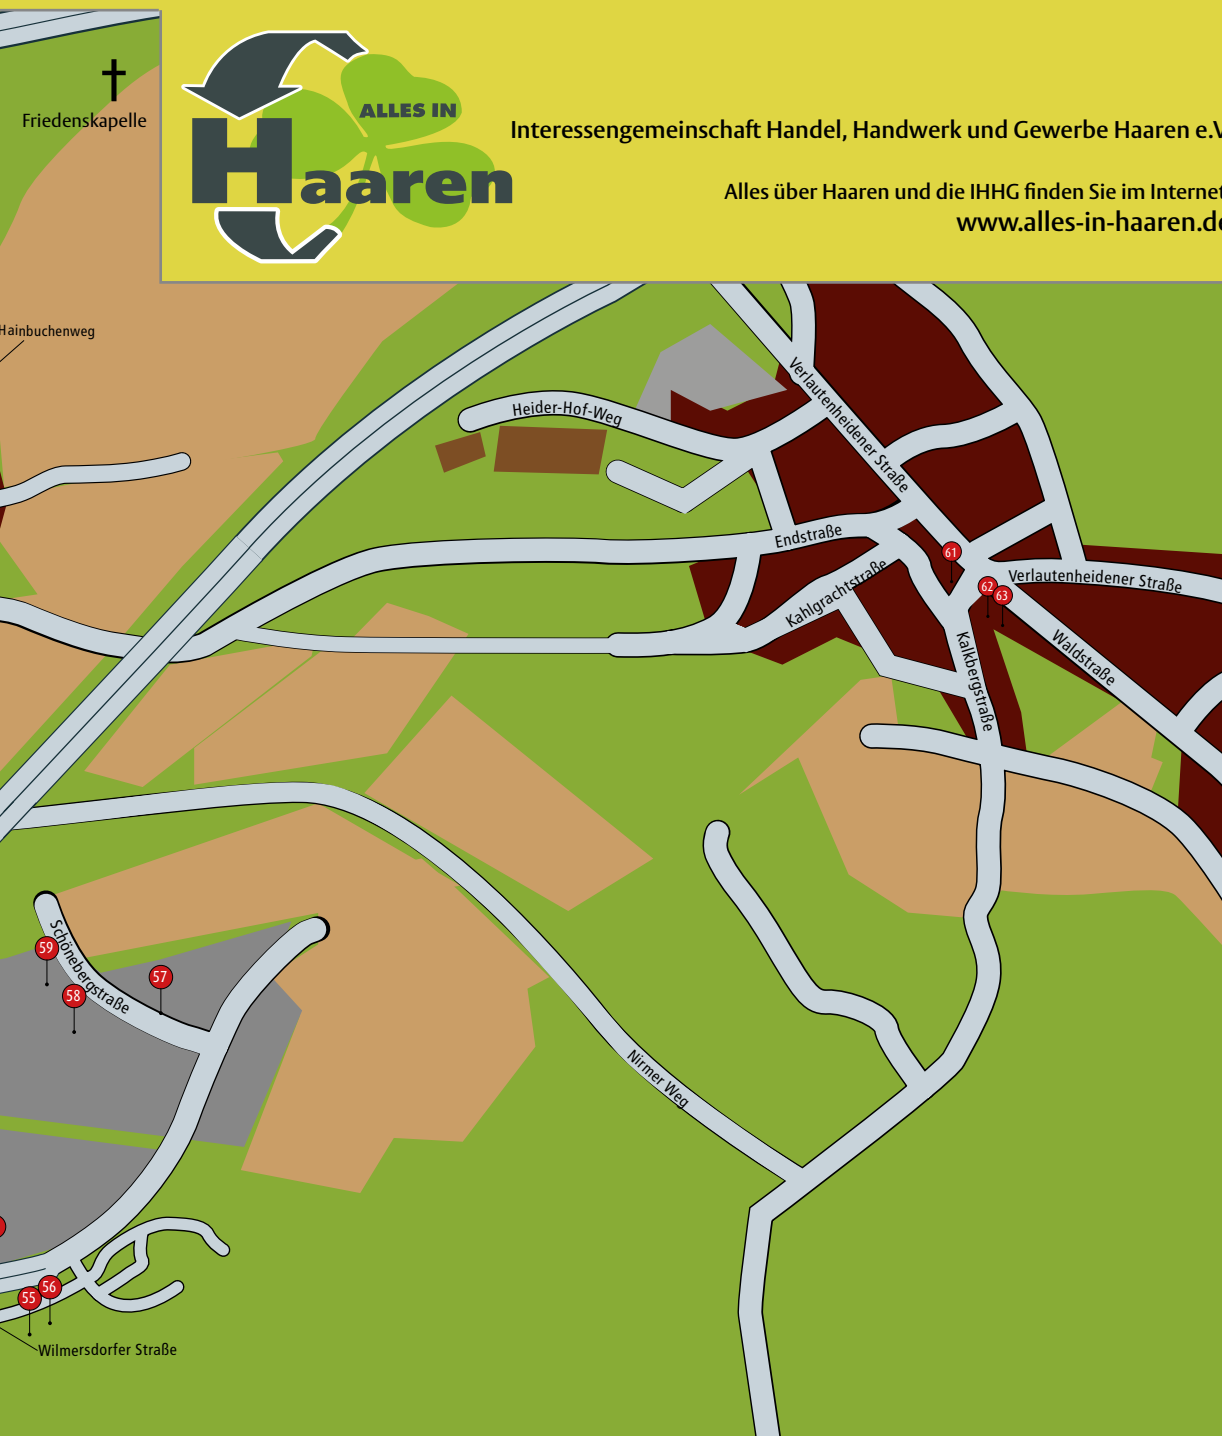 Friedenskapelle
ALLES IN
Haaren
Interessengemeinschaft Handel, Handwerk und Gewerbe Haaren e.V
Alles über Haaren und die IHHG finden Sie im Internet
www.alles-in-haaren.de
Hainbuchenweg
Heider-Hof-Weg
Verlautenheidener Straße
Endstraße
Kahlgrachtstraße
61
62
63
Verlautenheidener Straße
Waldstraße
Kalkbergstraße
Schönebergstraße
59
58
57
Nirmer Weg
56
55
Wilmersdorfer Straße